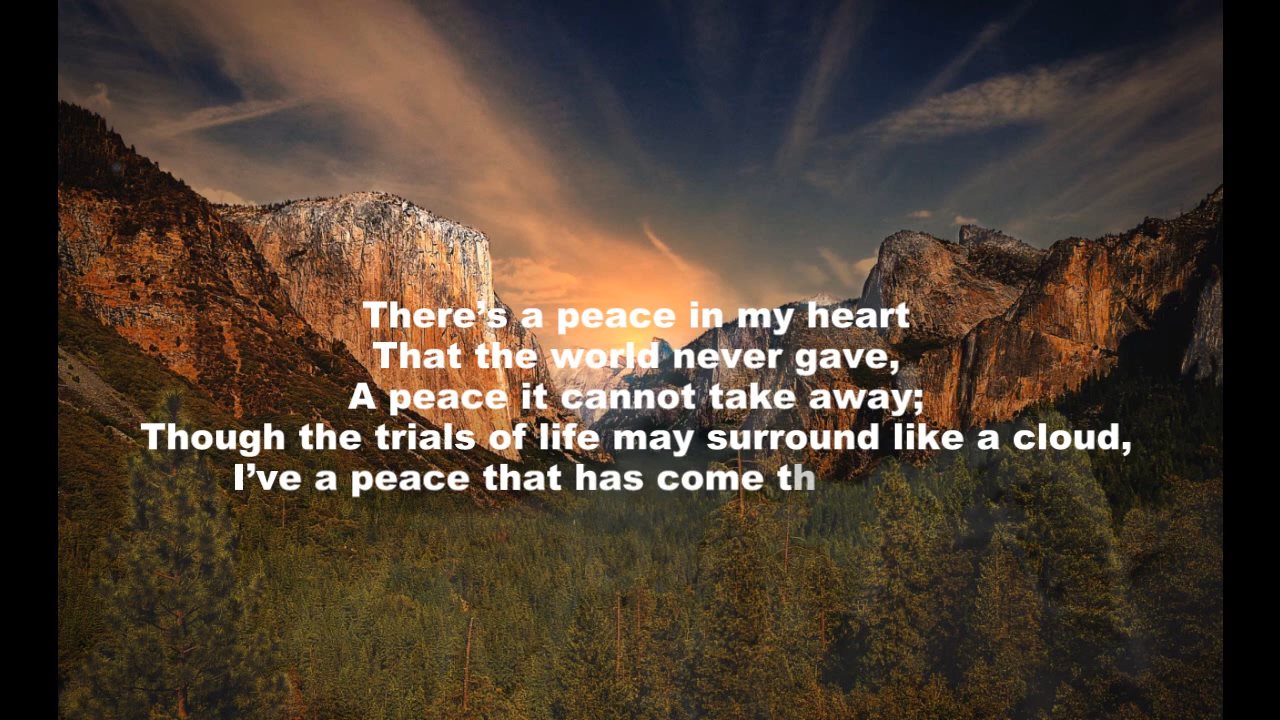 There's a peace in my heart
That the world never gave,
A peace it cannot take away;
Though the trials of life may surround like a cloud,
I've a peace that has come th